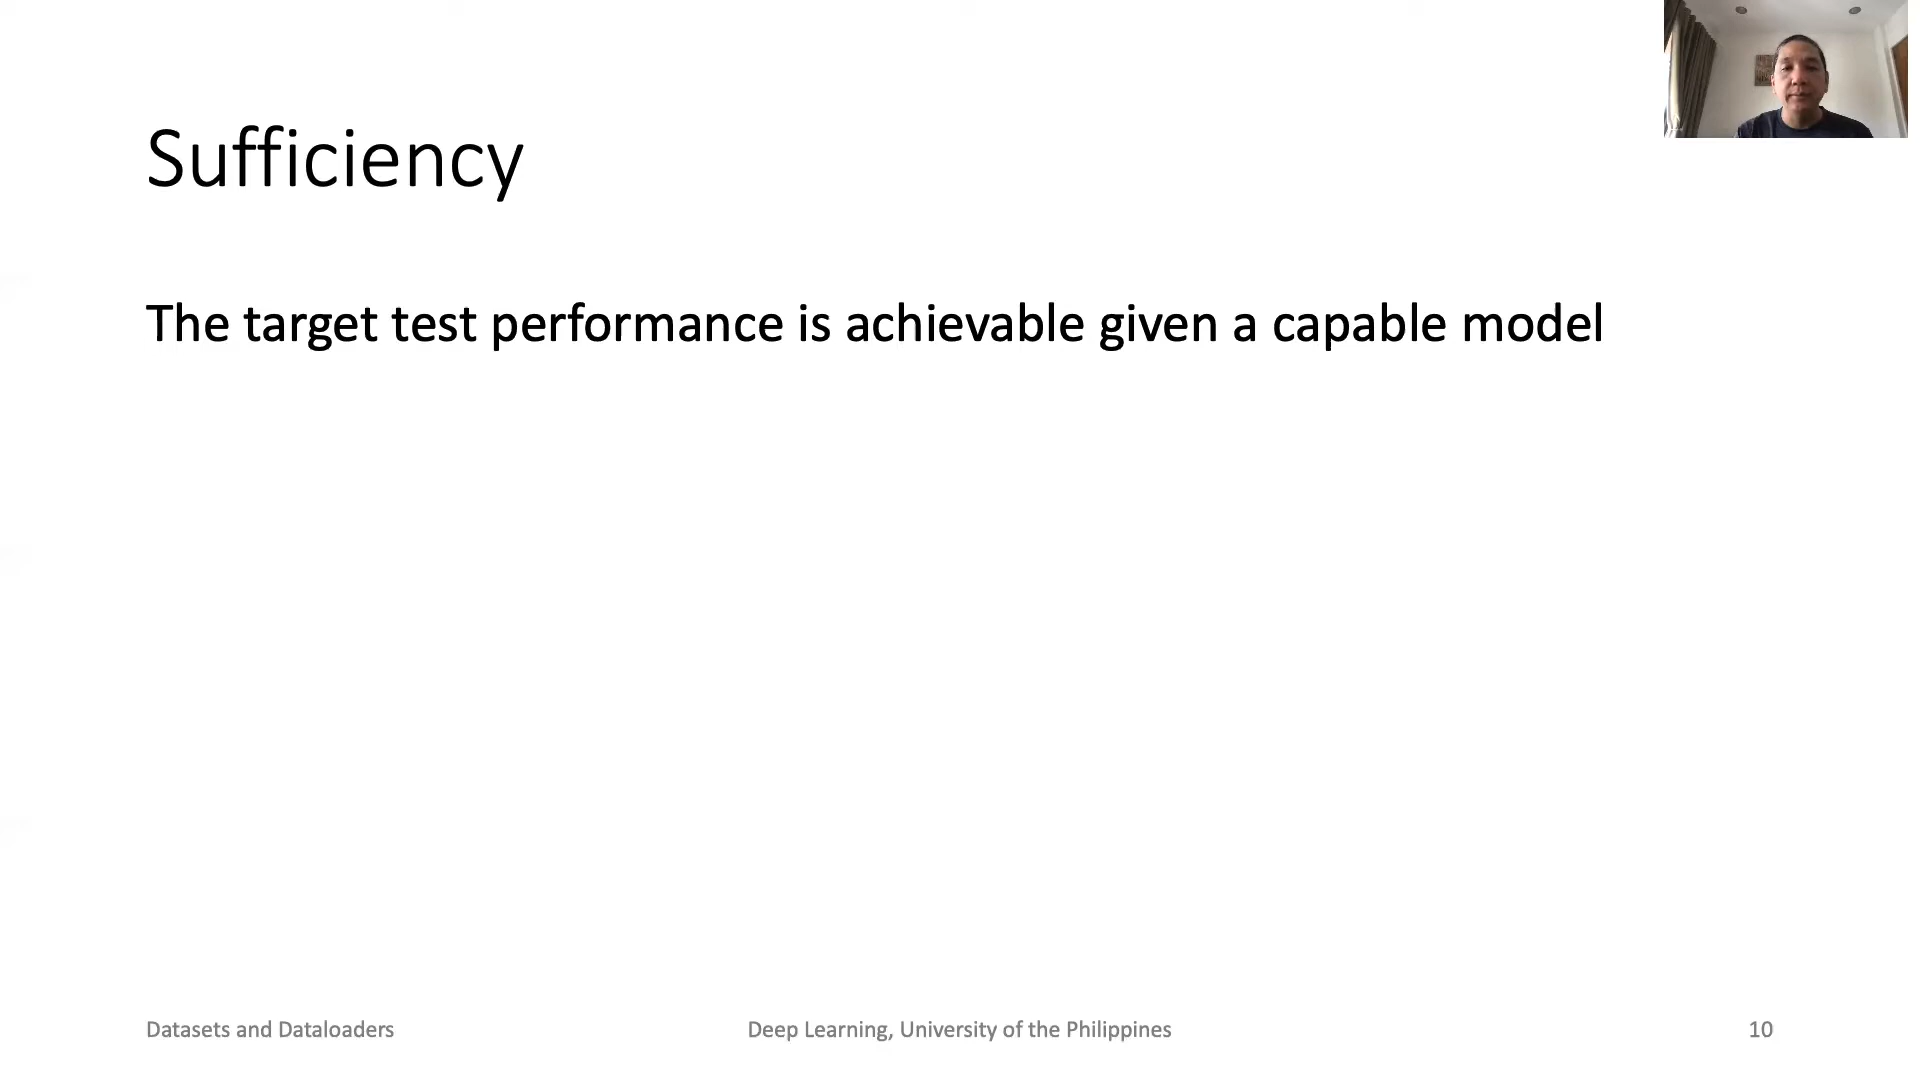 Sufficiency
The target test performance is achievable given a capable model
Datasets and Dataloaders
Deep Learning, University of the Philippines
10